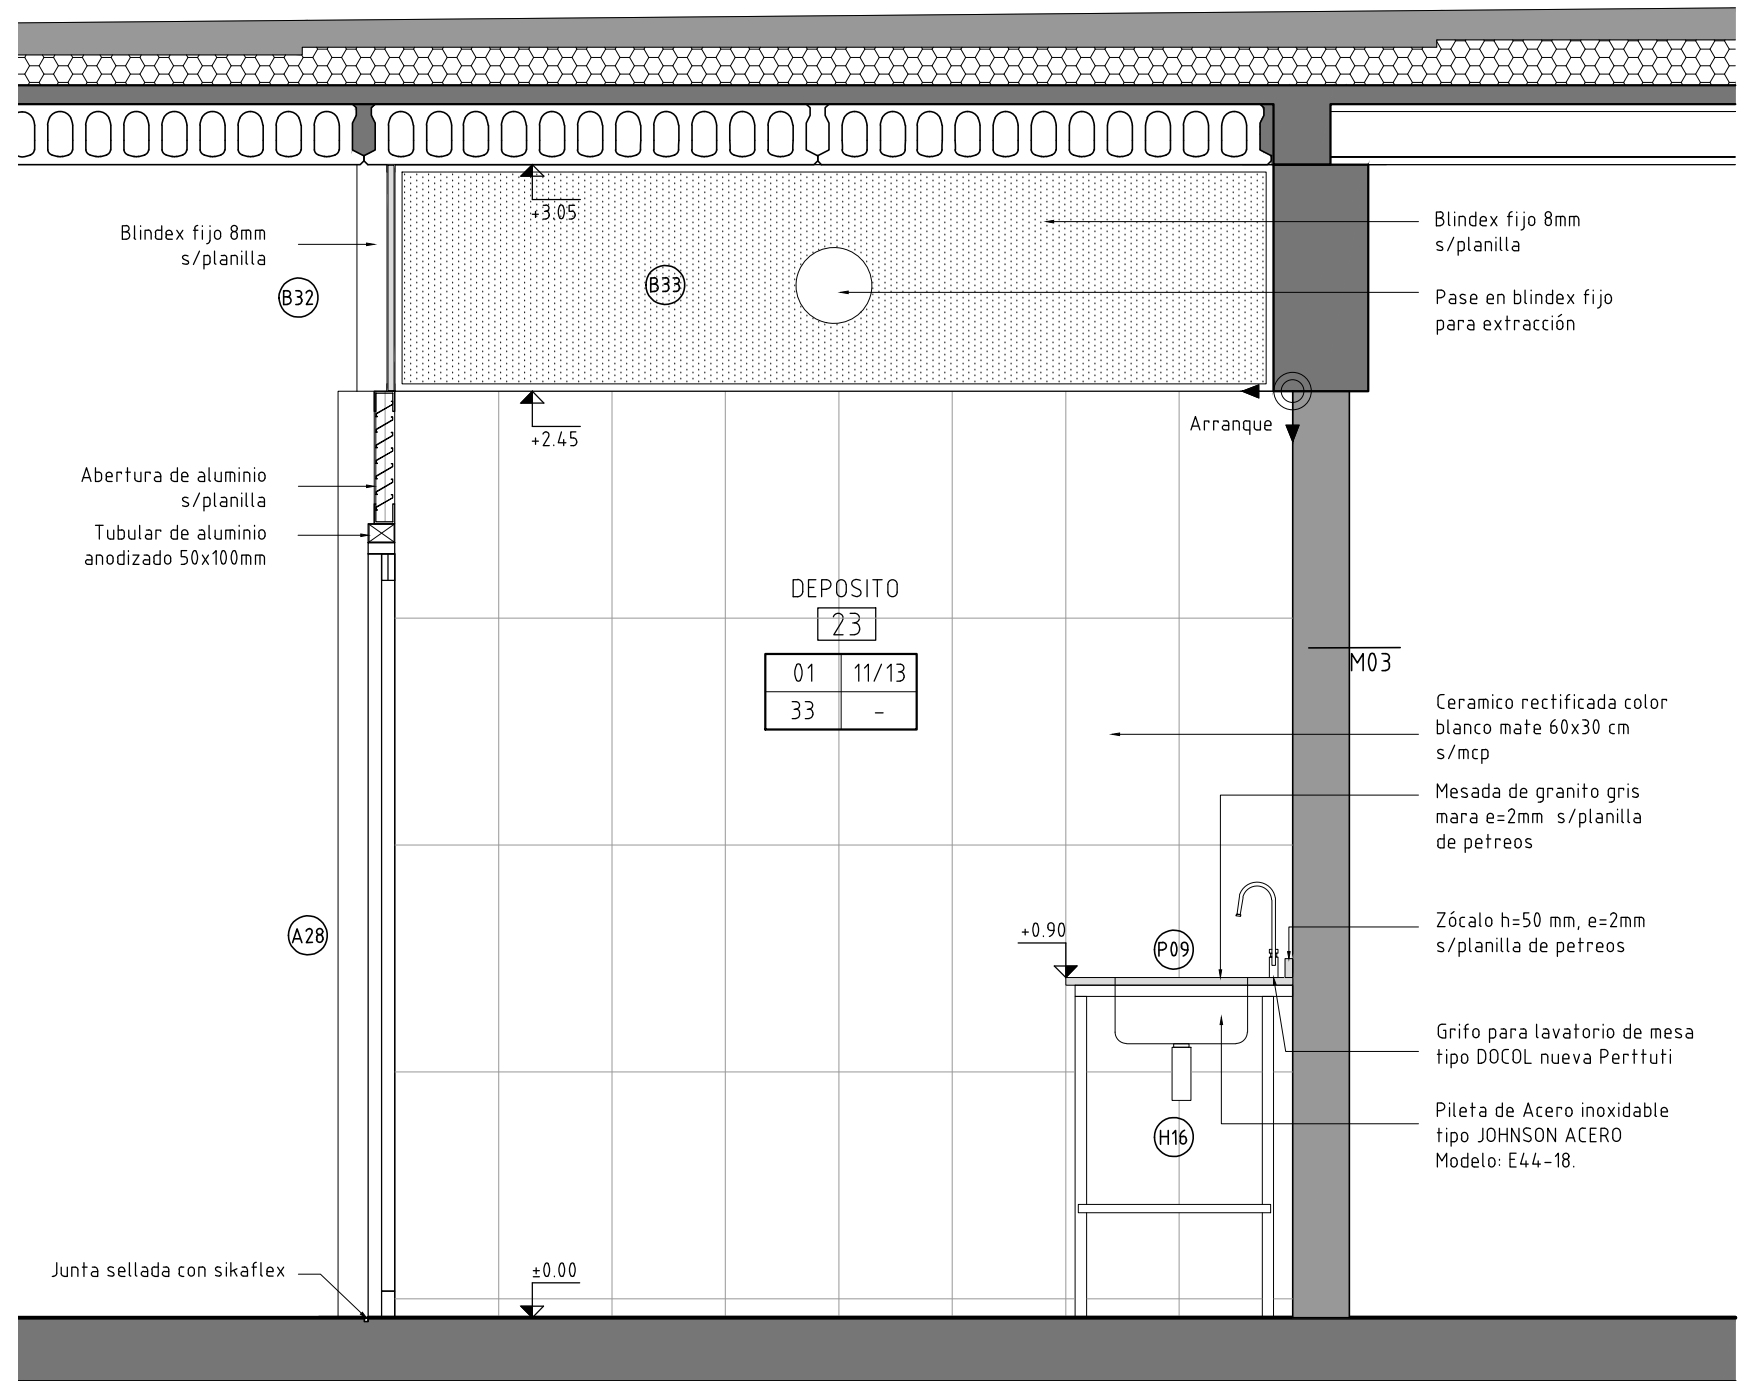 +3.05
Blindex fijo 8mm
s/planilla
B32
B33
Blindex fijo 8mm
s/planilla
Pase en blindex fijo
para extracción
+2.45
Arranque
Abertura de aluminio
s/planilla
Tubular de aluminio
anodizado 50x100mm
DEPOSITO
23
01 11/13
33 -
M03
Ceramico rectificada color
blanco mate 60x30 cm
s/mcp
Mesada de granito gris
mara e=2mm s/planilla
de petreos
A28
+0.90
P09
Zócalo h=50 mm, e=2mm
s/planilla de petreos
Grifo para lavatorio de mesa
tipo DOCOL nueva Perttuti
H16
Pileta de Acero inoxidable
tipo JOHNSON ACERO
Modelo: E44-18.
Junta sellada con sikaflex
±0.00